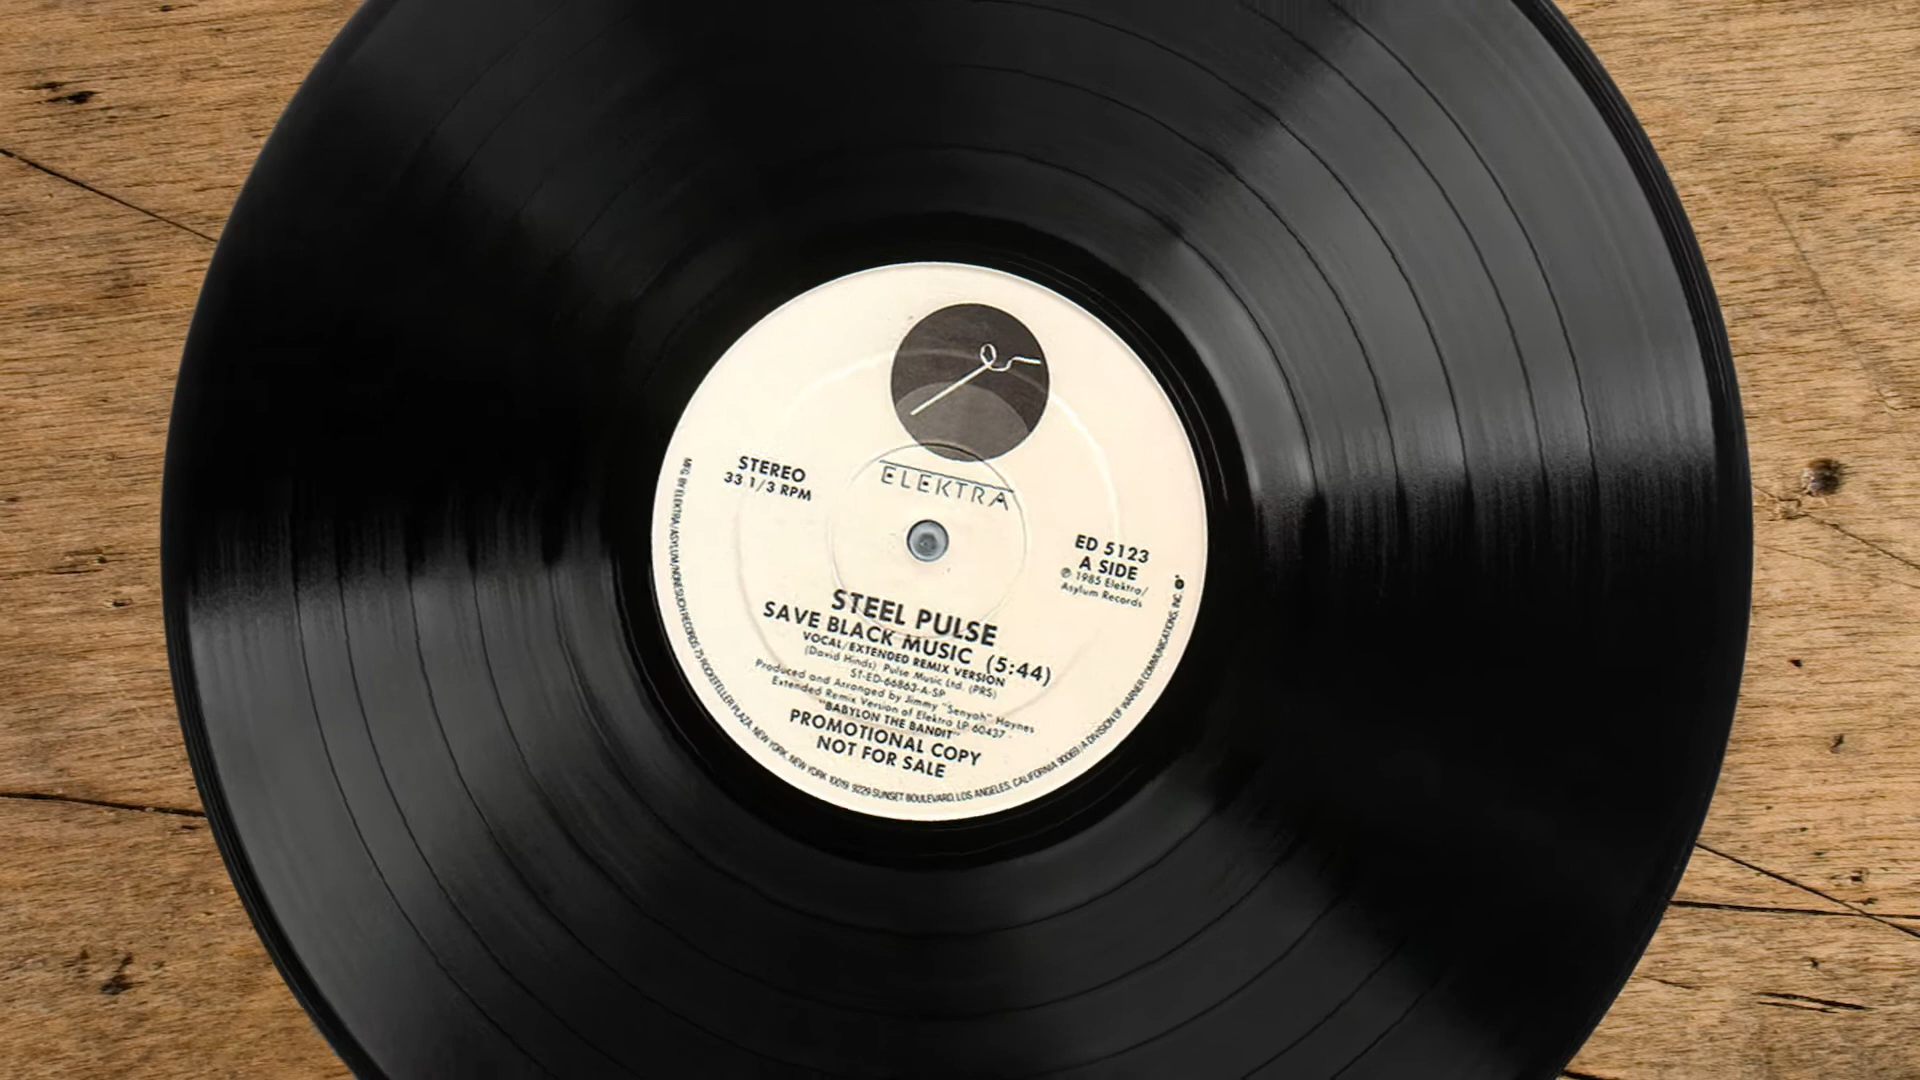 ELEKTRA
STEREO
33 1/3 RPM
ED 5123
A SIDE
℗ 1985 Elektra/
Asylum Records
STEEL PULSE
SAVE BLACK MUSIC (5:44)
VOCAL/EXTENDED REMIX VERSION
(David Hinds) Pulse Music Ltd. (PRS)
ST-ED-66863-A-SP
Produced and Arranged by Jimmy "Senyah" Haynes
Extended Remix Version of Elektra LP 60437
"BABYLON THE BANDIT"
PROMOTIONAL COPY
NOT FOR SALE
MFG. BY ELEKTRA/ASYLUM/NONESUCH RECORDS, 75 ROCKEFELLER PLAZA, NEW YORK, NEW YORK 10019. 9229 SUNSET BOULEVARD, LOS ANGELES, CALIFORNIA 90069 / A DIVISION OF WARNER COMMUNICATIONS, INC.